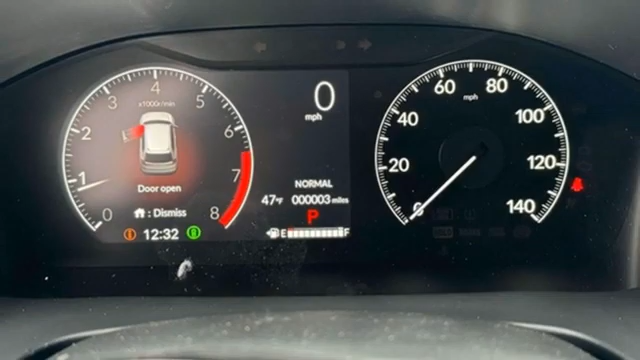 0
mph
x1000r/min
0 1 2 3 4 5 6 7 8
Door open
: Dismiss
12:32
NORMAL
47°F 000003 miles
P
E F
mph
0 20 40 60 80 100 120 140